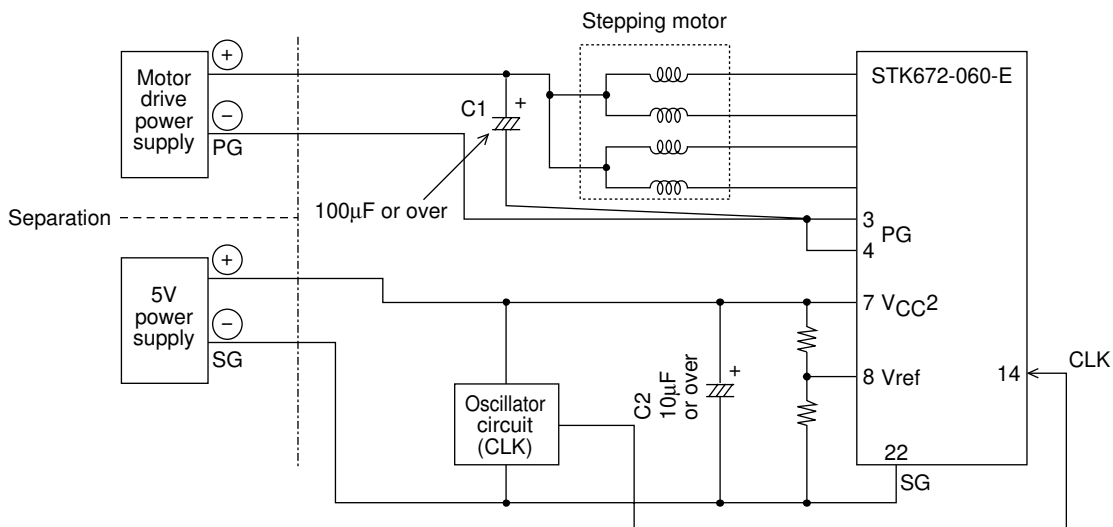 Stepping motor
Motor
drive
power
supply
+
−
PG
C1
+
100µF or over
STK672-060-E
3
PG
4
Separation
5V
power
supply
+
−
SG
7 VCC2
8 Vref
14
CLK
C2
10µF
or over
+
Oscillator
circuit
(CLK)
22
SG